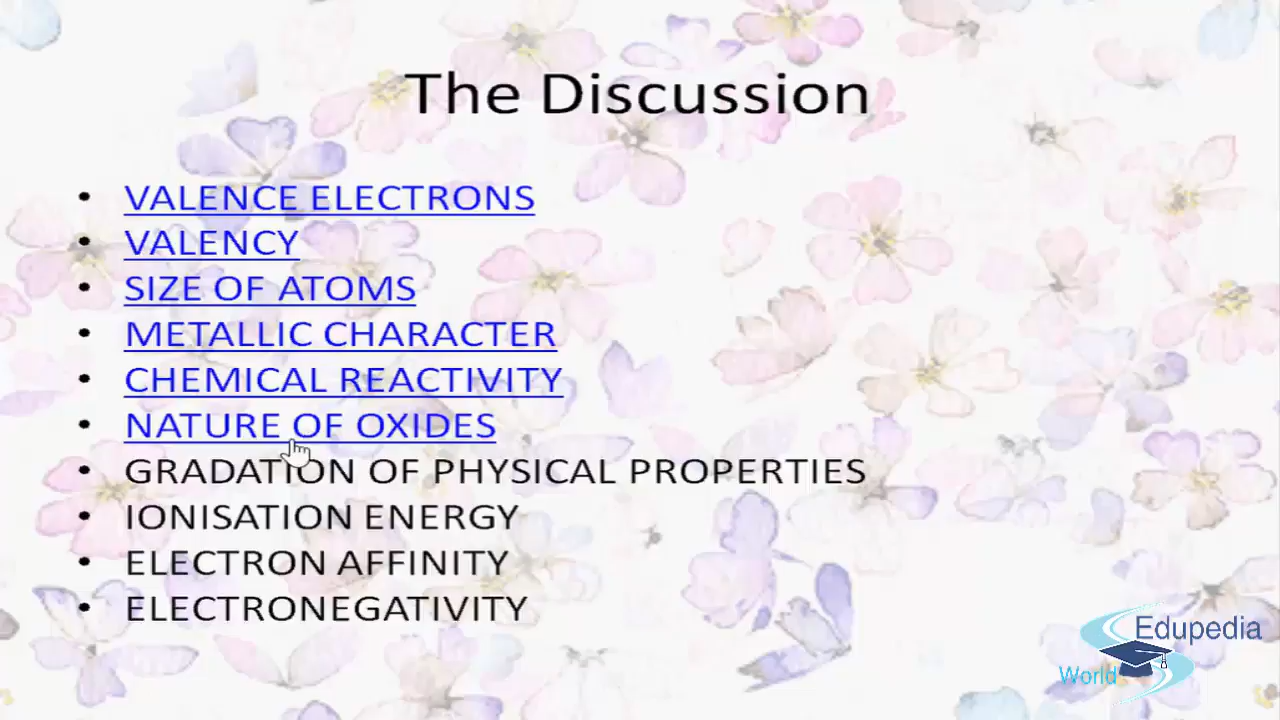 The Discussion
• VALENCE ELECTRONS
• VALENCY
• SIZE OF ATOMS
• METALLIC CHARACTER
• CHEMICAL REACTIVITY
• NATURE OF OXIDES
• GRADATION OF PHYSICAL PROPERTIES
• IONISATION ENERGY
• ELECTRON AFFINITY
• ELECTRONEGATIVITY
Edupedia
World